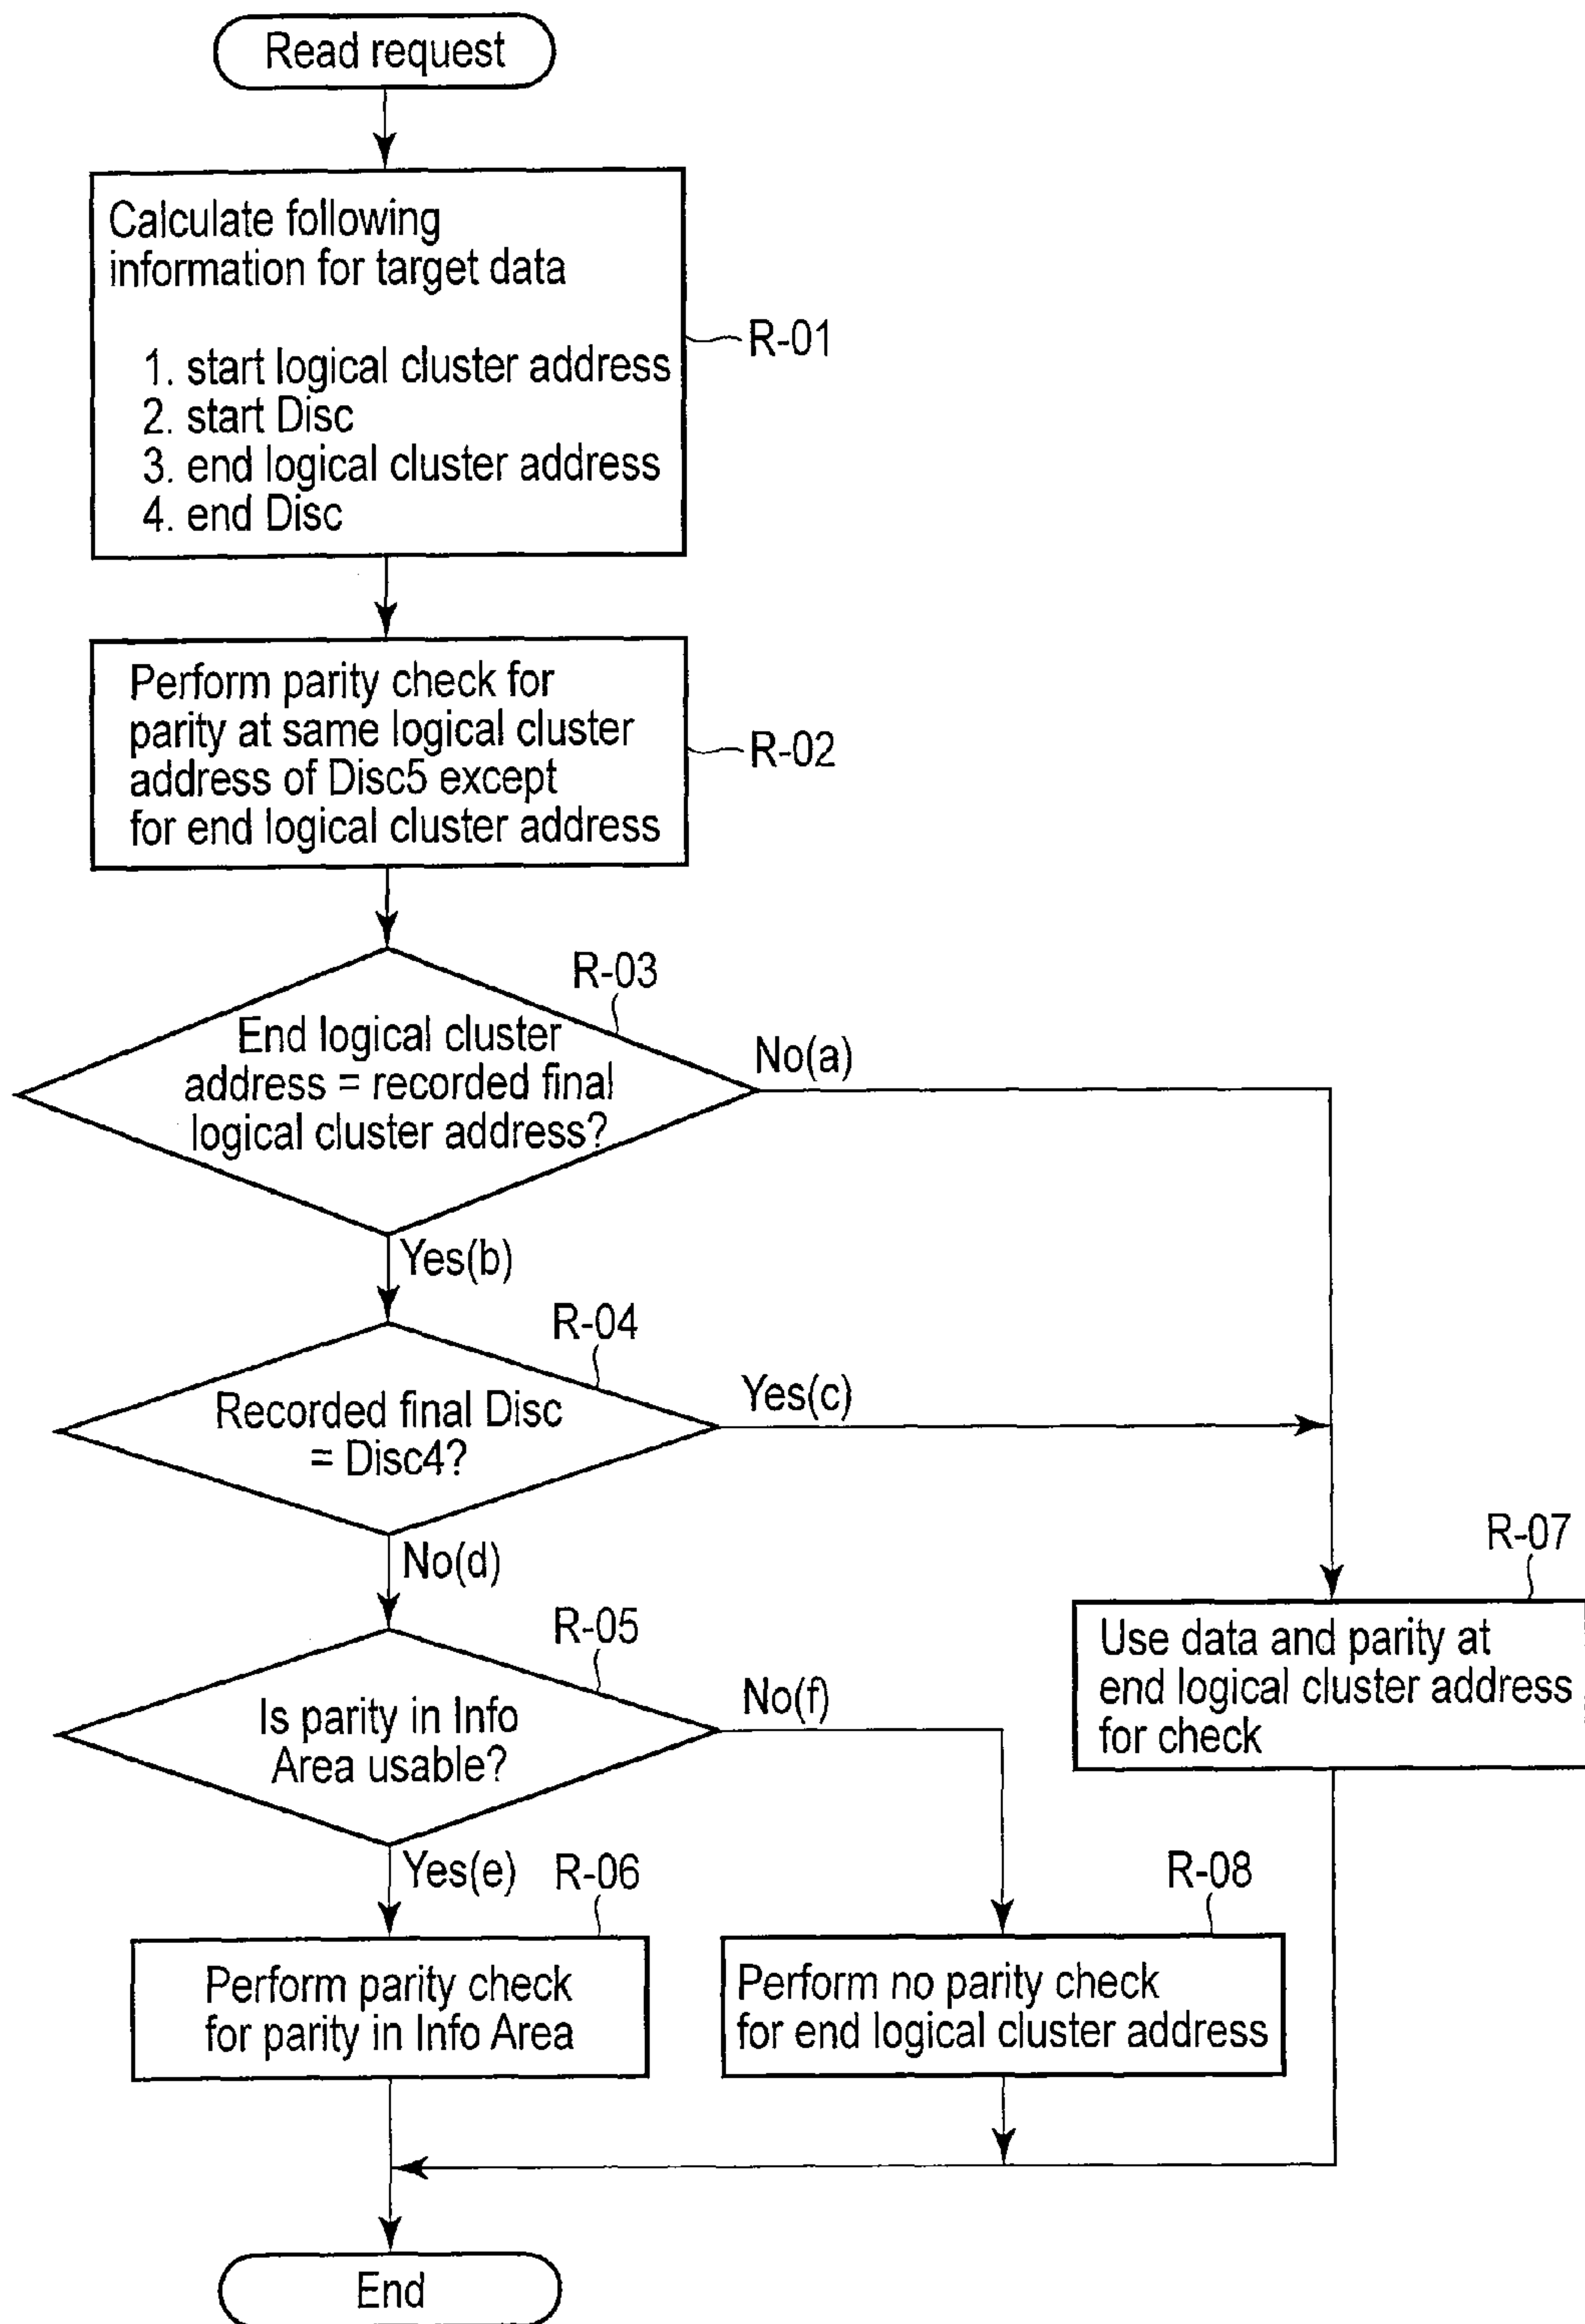 Read request
Calculate following
information for target data
1. start logical cluster address
2. start Disc
3. end logical cluster address
4. end Disc
R-01
Perform parity check for
parity at same logical cluster
address of Disc5 except
for end logical cluster address
R-02
R-03
End logical cluster
address = recorded final
logical cluster address?
No(a)
Yes(b)
R-04
Recorded final Disc
= Disc4?
Yes(c)
No(d)
R-07
Use data and parity at
end logical cluster address
for check
R-05
Is parity in Info
Area usable?
No(f)
Yes(e)
R-06
Perform parity check
for parity in Info Area
R-08
Perform no parity check
for end logical cluster address
End